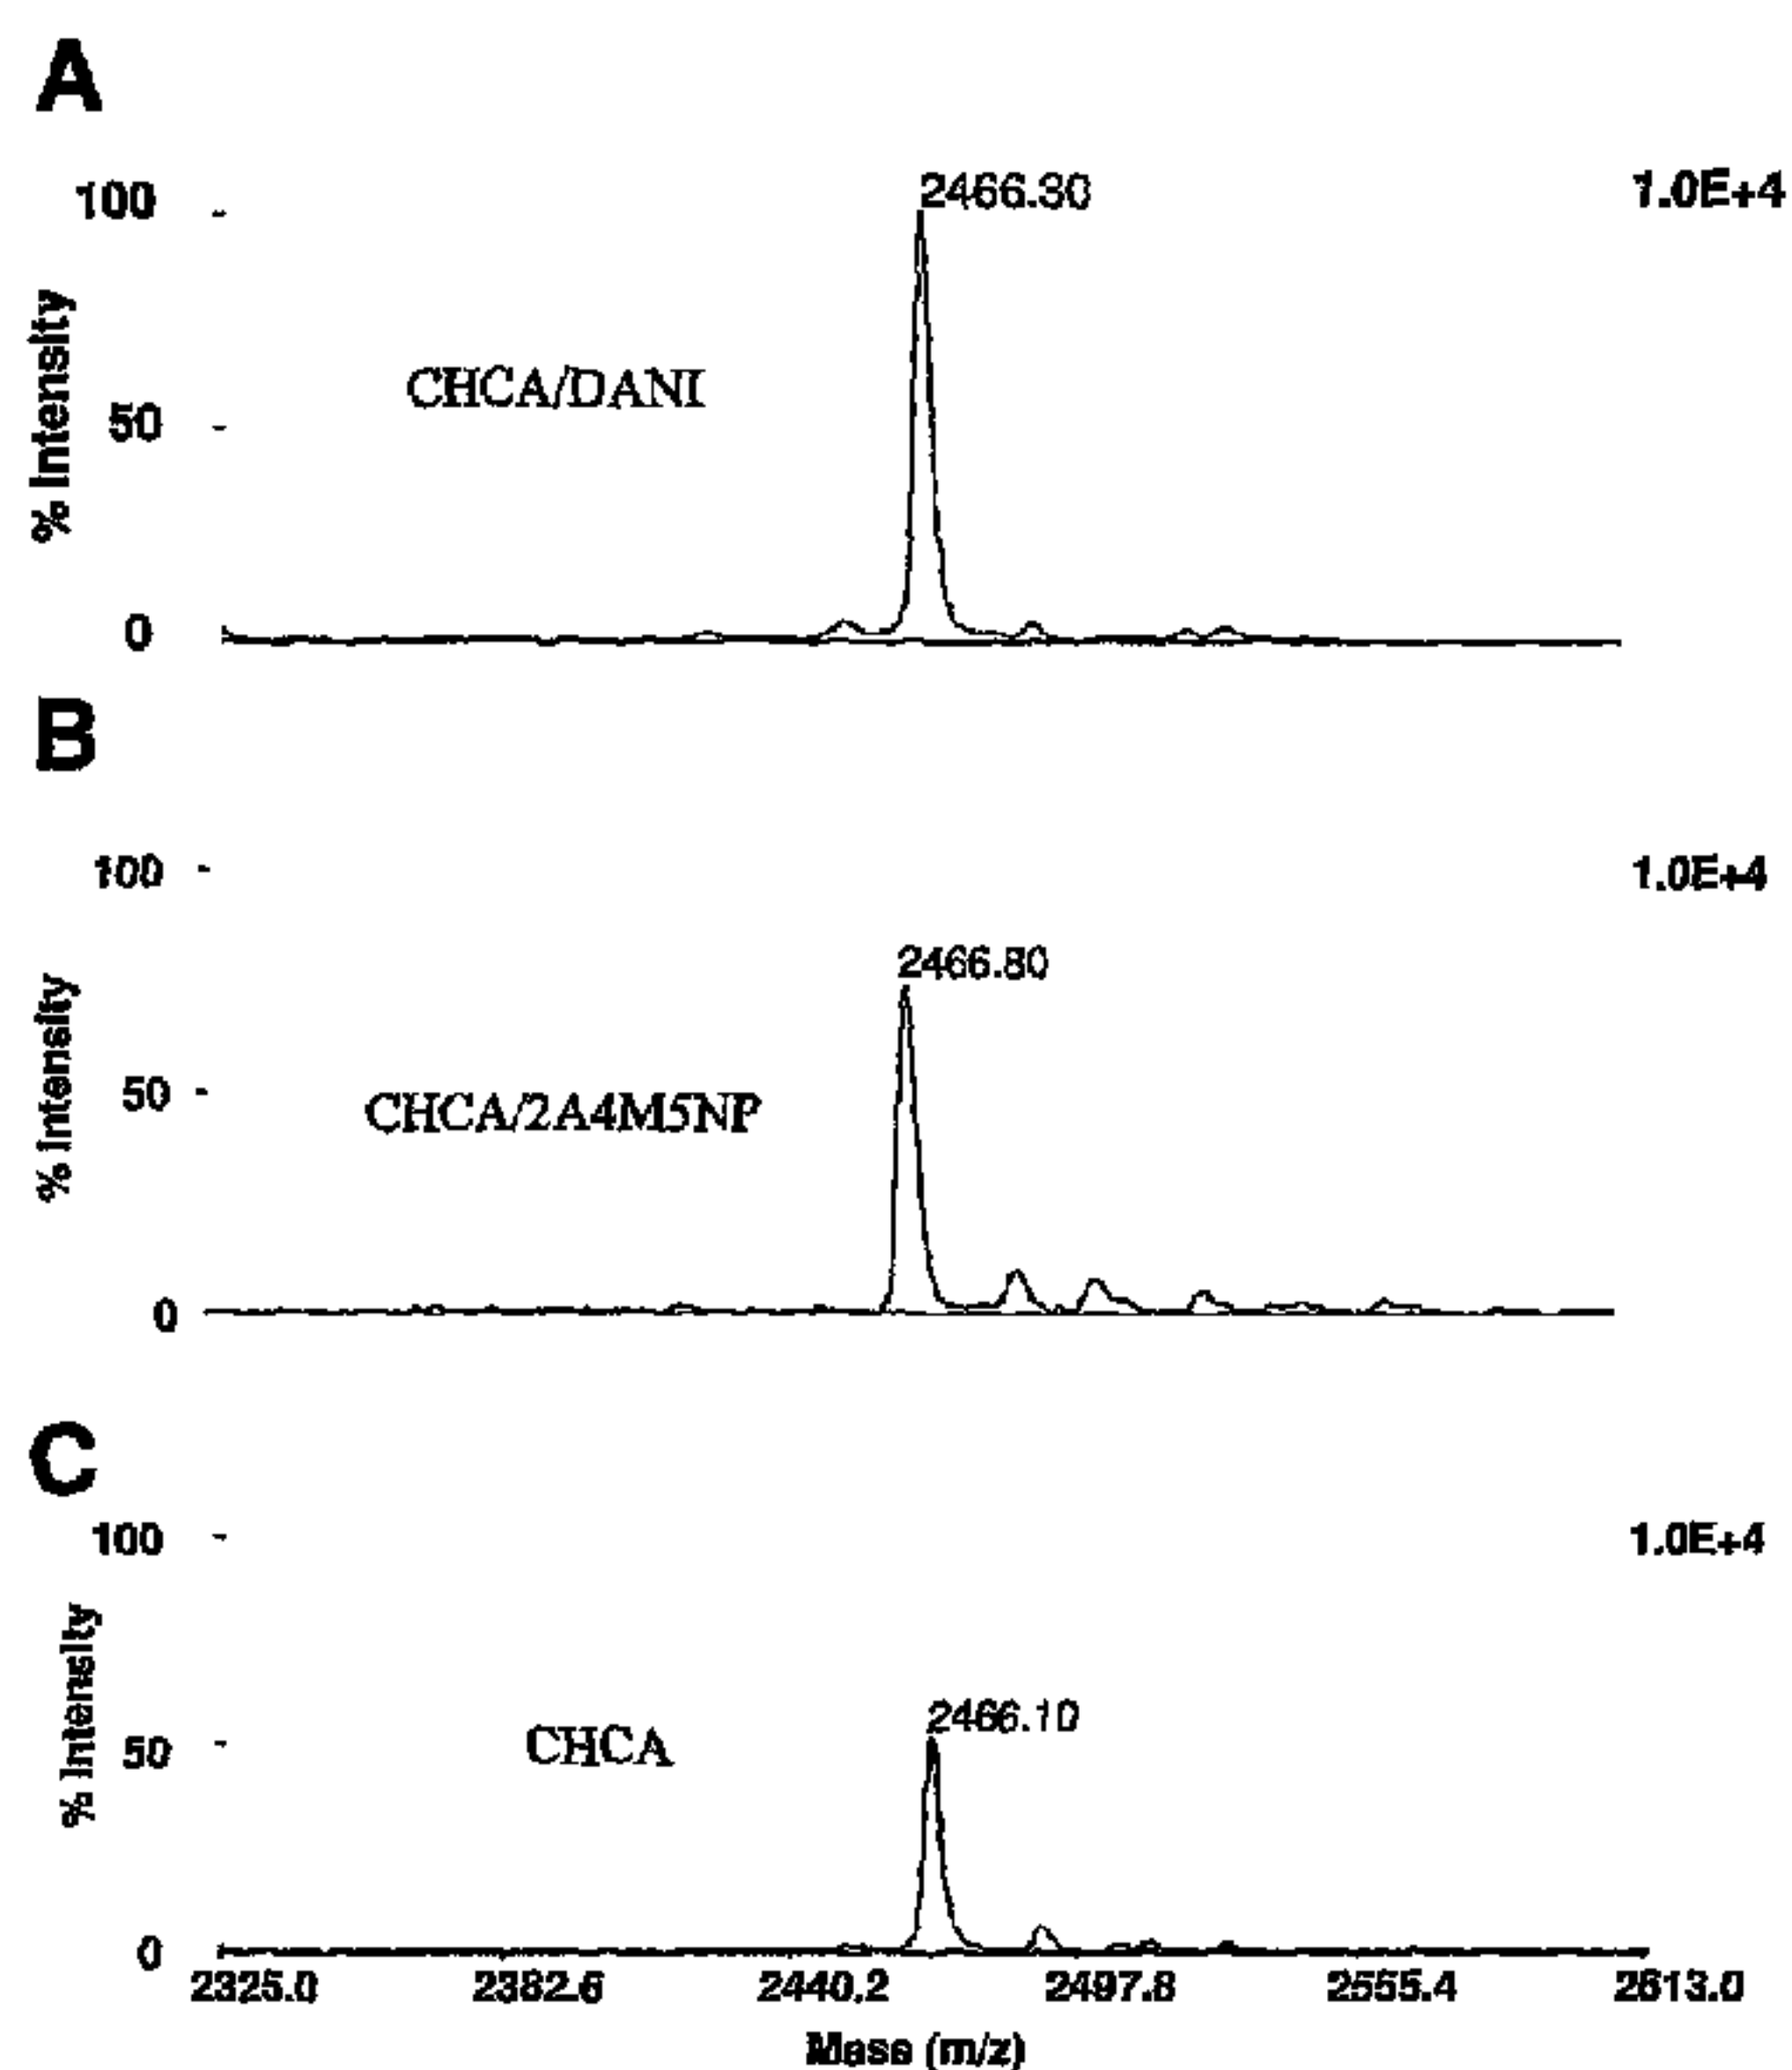 A
100
2466.30
1.0E+4
% Intensity
CHCA/DANI
50
0
B
100
1.0E+4
2466.80
% Intensity
50
CHCA/2A4M5NP
0
C
100
1.0E+4
% Intensity
2466.10
50
CHCA
0
2325.0 2382.6 2440.2 2497.8 2555.4 2613.0
Mass (m/z)